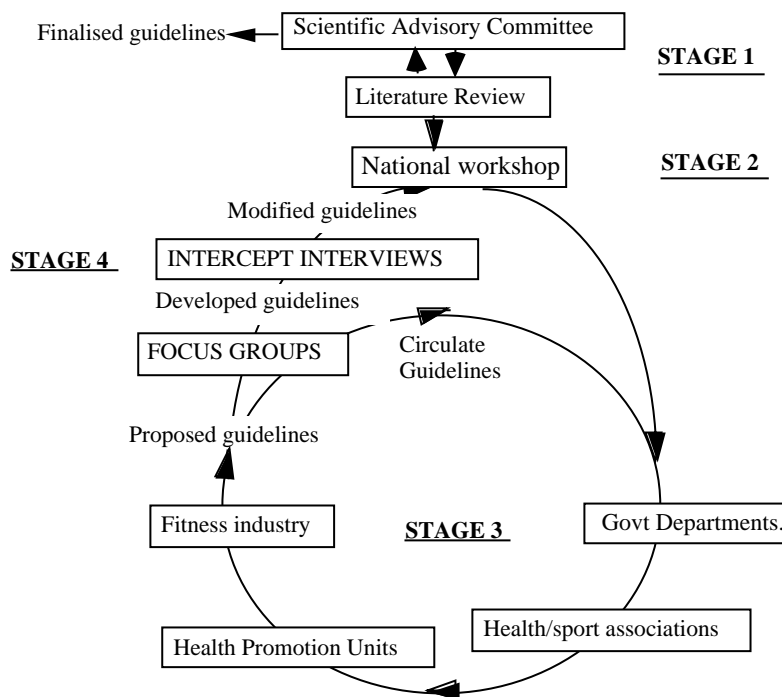 Scientific Advisory Committee
Finalised guidelines
STAGE 1
Literature Review
National workshop
STAGE 2
Modified guidelines
STAGE 4
INTERCEPT INTERVIEWS
Developed guidelines
FOCUS GROUPS
Circulate
Guidelines
Proposed guidelines
Fitness industry
STAGE 3
Govt Departments.
Health/sport associations
Health Promotion Units